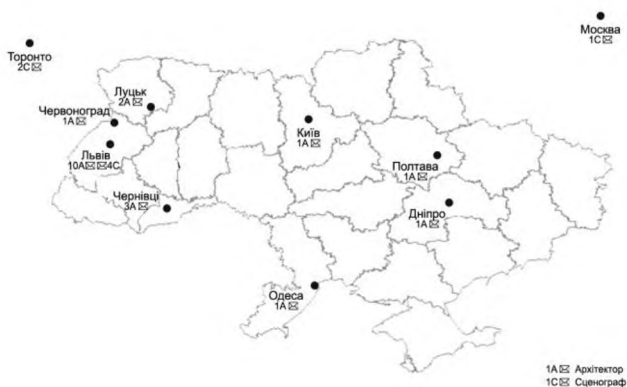 Москва
1С✉
Торонто
2С✉
Луцьк
2А✉
Червоноград
1А✉
Київ
1А✉
Львів
10А✉✉4С
Полтава
1А✉
Чернівці
3А✉
Дніпро
1А✉
Одеса
1А✉
1А✉ Архітектор
1С✉ Сценограф